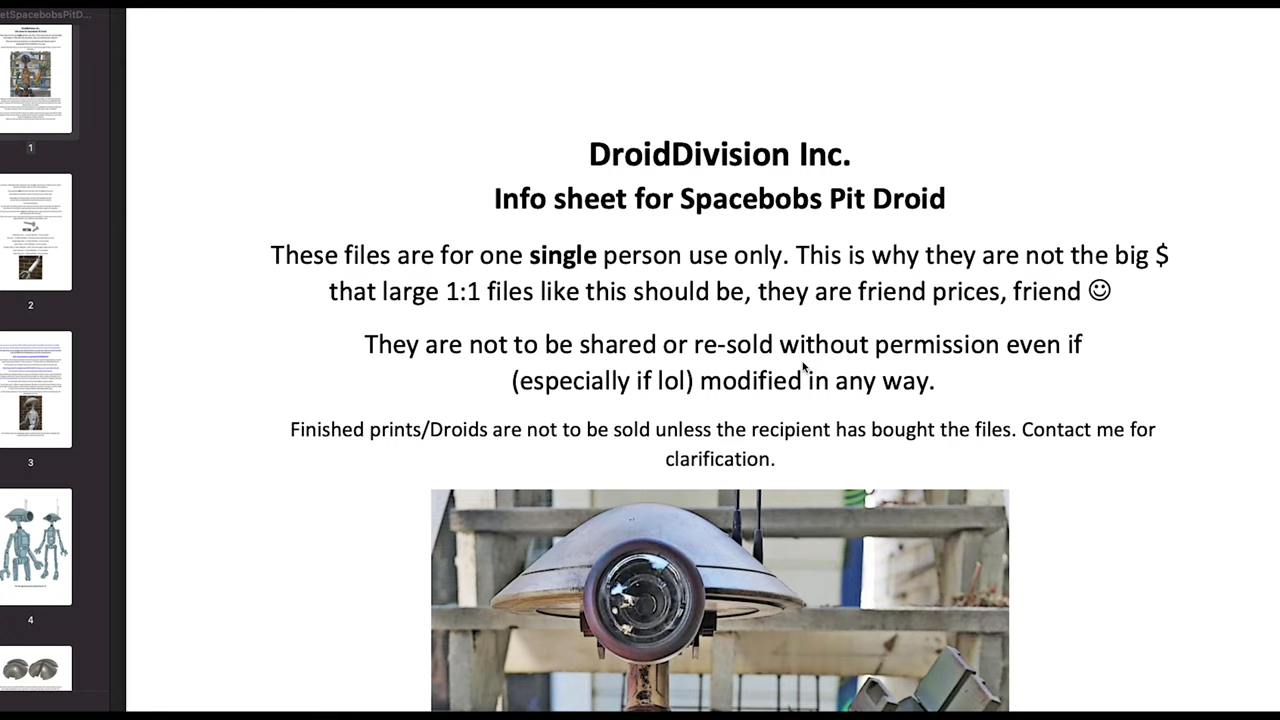 etSpacebobsPitD...
DroidDivision Inc.
Info sheet for Spacebobs Pit Droid
These files are for one single person use only. This is why they are not the big $
that large 1:1 files like this should be, they are friend prices, friend ☺
They are not to be shared or re-sold without permission even if
(especially if lol) modified in any way.
Finished prints/Droids are not to be sold unless the recipient has bought the files. Contact me for
clarification.
1
2
3
4